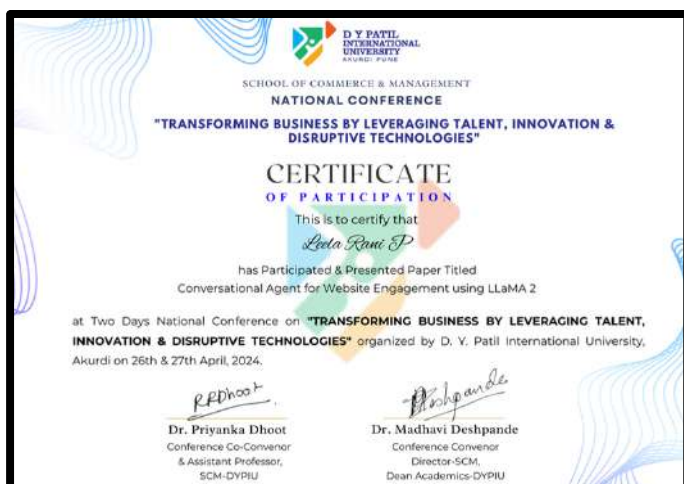 D Y PATIL
INTERNATIONAL
UNIVERSITY
AKURDI PUNE
SCHOOL OF COMMERCE & MANAGEMENT
NATIONAL CONFERENCE
"TRANSFORMING BUSINESS BY LEVERAGING TALENT, INNOVATION &
DISRUPTIVE TECHNOLOGIES"
CERTIFICATE
OF PARTICIPATION
This is to certify that
Leela Rani P
has Participated & Presented Paper Titled
Conversational Agent for Website Engagement using LLaMA 2
at Two Days National Conference on "TRANSFORMING BUSINESS BY LEVERAGING TALENT,
INNOVATION & DISRUPTIVE TECHNOLOGIES" organized by D. Y. Patil International University,
Akurdi on 26th & 27th April, 2024.
RRDhoot
Deshpande
Dr. Priyanka Dhoot
Dr. Madhavi Deshpande
Conference Co-Convenor
& Assistant Professor,
SCM-DYPIU
Conference Convenor
Director-SCM,
Dean Academics-DYPIU